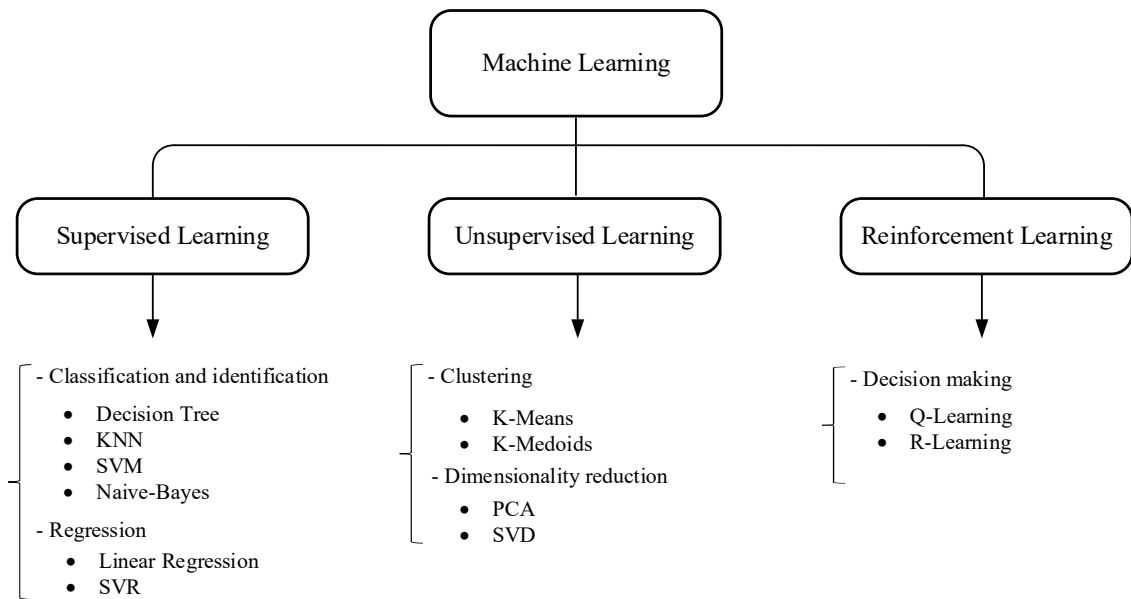 Machine Learning
Supervised Learning
Unsupervised Learning
Reinforcement Learning
- Classification and identification
• Decision Tree
• KNN
• SVM
• Naive-Bayes
- Regression
• Linear Regression
• SVR
- Clustering
• K-Means
• K-Medoids
- Dimensionality reduction
• PCA
• SVD
- Decision making
• Q-Learning
• R-Learning